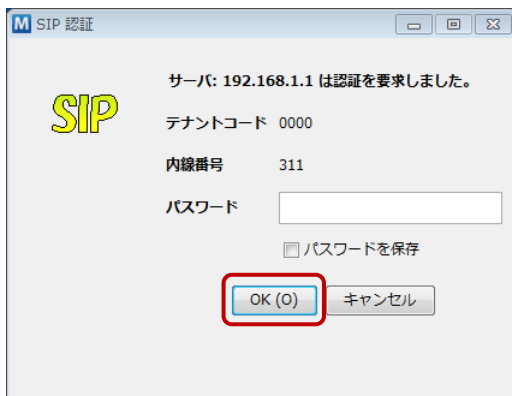 M SIP 認証
サーバ: 192.168.1.1 は認証を要求しました。
SIP
テナントコード 0000
内線番号 311
パスワード
パスワードを保存
OK (O) キャンセル